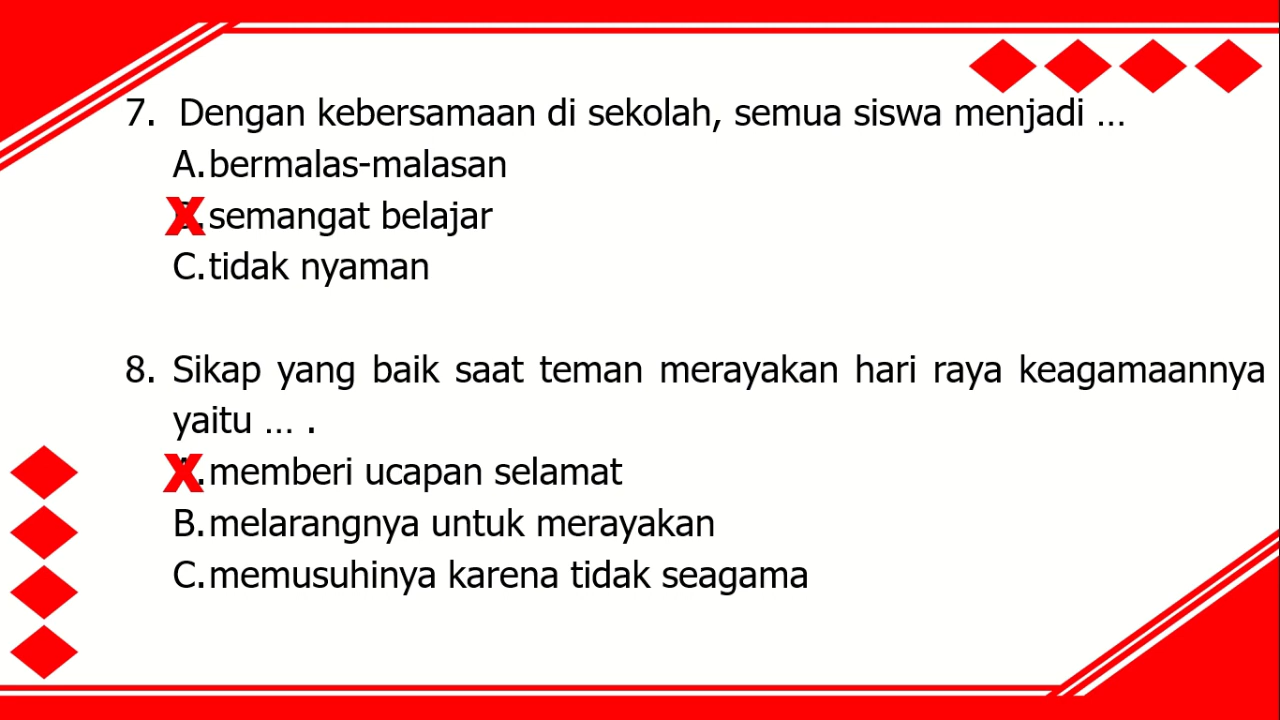 7. Dengan kebersamaan di sekolah, semua siswa menjadi ...
A. bermalas-malasan
X semangat belajar
C. tidak nyaman
8. Sikap yang baik saat teman merayakan hari raya keagamaannya
yaitu ... .
X memberi ucapan selamat
B. melarangnya untuk merayakan
C. memusuhinya karena tidak seagama